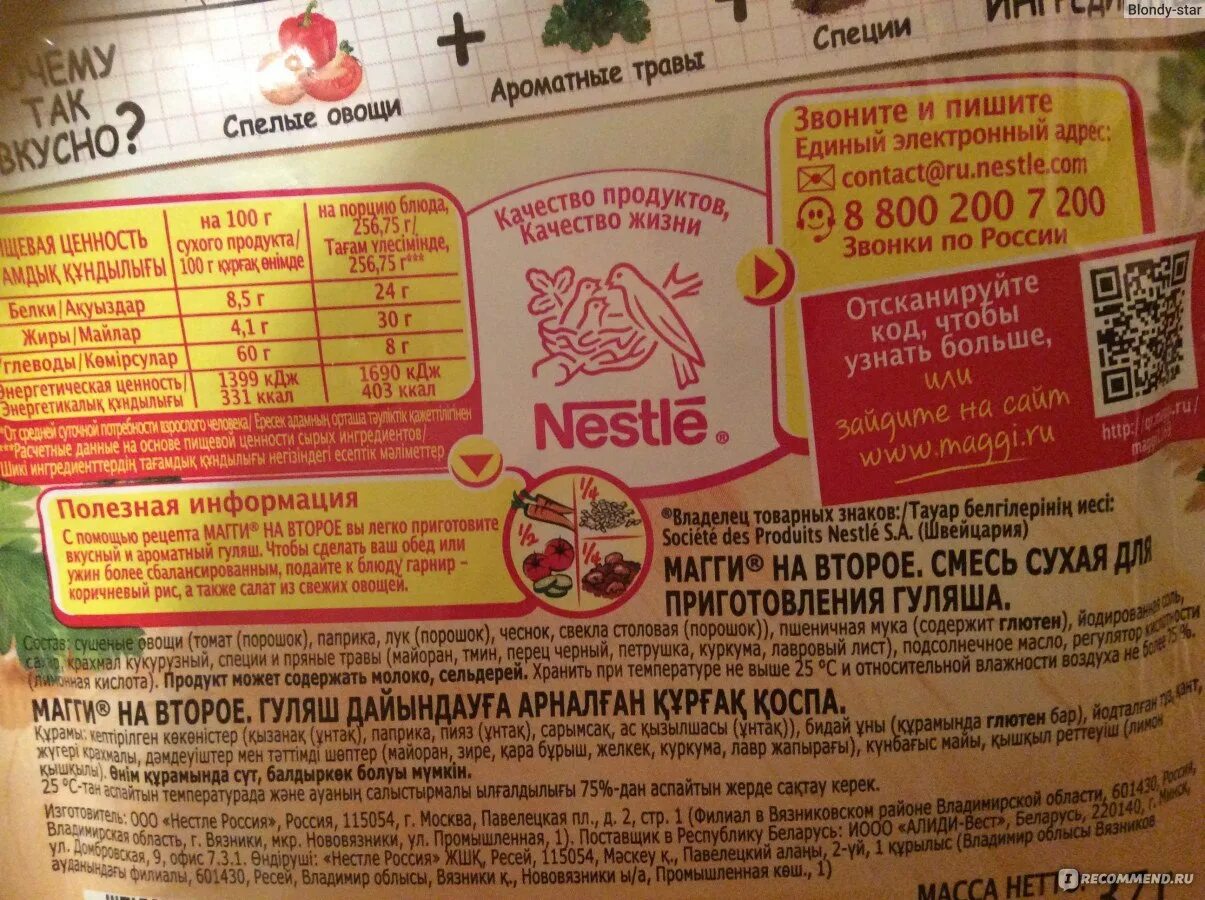 Blondy-star
ЧЕМУ
ТАК
ВКУСНО?
Спелые овощи
+
Ароматные травы
+
Специи
Звоните и пишите
Единый электронный адрес:
contact@ru.nestle.com
8 800 200 7 200
Звонки по России
Отсканируйте
код, чтобы
узнать больше,
или
зайдите на сайт
www.maggi.ru
Качество продуктов,
Качество жизни
Nestlé®
ИЩЕВАЯ ЦЕННОСТЬ
АМДЫҚ ҚҰНДЫЛЫҒЫ
на 100 г
сухого продукта/
100 г құрғақ өнімде
на порцию блюда,
256,75 г/
Тағам үлесімінде,
256,75 г***
Белки/Ақуыздар 8,5 г 24 г
Жиры/Майлар 4,1 г 30 г
глеводы/Көмірсулар 60 г 8 г
Энергетическая ценность/ 1399 кДж 1690 кДж
Энергетикалық құндылығы 331 ккал 403 ккал
*От средней суточной потребности взрослого человека/Ересек адамның орташа тәуліктік қажеттілігінен
***Расчетные данные на основе пищевой ценности сырых ингредиентов/
Шикі ингредиенттердің тағамдық құндылығы негізіндегі есептік мәліметтер
Полезная информация
С помощью рецепта МАГГИ® НА ВТОРОЕ вы легко приготовите
вкусный и ароматный гуляш. Чтобы сделать ваш обед или
ужин более сбалансированным, подайте к блюду гарнир –
коричневый рис, а также салат из свежих овощей.
1/2
1/4
1/4
®Владелец товарных знаков:/Тауар белгілерінің иесі:
Société des Produits Nestlé S.A. (Швейцария)
МАГГИ® НА ВТОРОЕ. СМЕСЬ СУХАЯ ДЛЯ
ПРИГОТОВЛЕНИЯ ГУЛЯША.
Состав: сушеные овощи (томат (порошок), паприка, лук (порошок), чеснок, свекла столовая (порошок)), пшеничная мука (содержит глютен), йодированная соль,
крахмал кукурузный, специи и пряные травы (майоран, тмин, перец черный, петрушка, куркума, лавровый лист), подсолнечное масло, регулятор кислотности
(лимонная кислота). Продукт может содержать молоко, сельдерей. Хранить при температуре не выше 25 °С и относительной влажности воздуха не более 75 %.
МАГГИ® НА ВТОРОЕ. ГУЛЯШ ДАЙЫНДАУҒА АРНАЛҒАН ҚҰРҒАҚ ҚОСПА.
Құрамы: кептірілген көкөністер (қызанақ (ұнтақ), паприка, пияз (ұнтақ), сарымсақ, ас қызылшасы (ұнтақ)), бидай ұны (құрамында глютен бар), йодталған тұз, қант,
жүгері крахмалы, дәмдеуіштер мен тәттімді шөптер (майоран, зире, қара бұрыш, желкек, куркума, лавр жапырағы), күнбағыс майы, қышқыл реттеуіш (лимон
қышқылы). Өнім құрамында сүт, балдыркөк болуы мүмкін.
25 °С-тан аспайтын температурада және ауаның салыстырмалы ылғалдылығы 75%-дан аспайтын жерде сақтау керек.
Изготовитель: ООО «Нестле Россия», Россия, 115054, г. Москва, Павелецкая пл., д. 2, стр. 1 (Филиал в Вязниковском районе Владимирской области, 601430, Россия,
Владимирская область, г. Вязники, мкр. Нововязники, ул. Промышленная, 1). Поставщик в Республику Беларусь: ИООО «АЛИДИ-Вест», Беларусь, 220140, г. Минск,
ул. Домбровская, 9, офис 7.3.1. Өндіруші: «Нестле Россия» ЖШҚ, Ресей, 115054, Мәскеу қ., Павелецкий алаңы, 2-үй, 1 құрылыс (Владимир облысы Вязников
ауданындағы филиалы, 601430, Ресей, Владимир облысы, Вязники қ., Нововязники ы/а, Промышленная көш., 1)
МАССА НЕТТО:
IRECOMMEND.RU